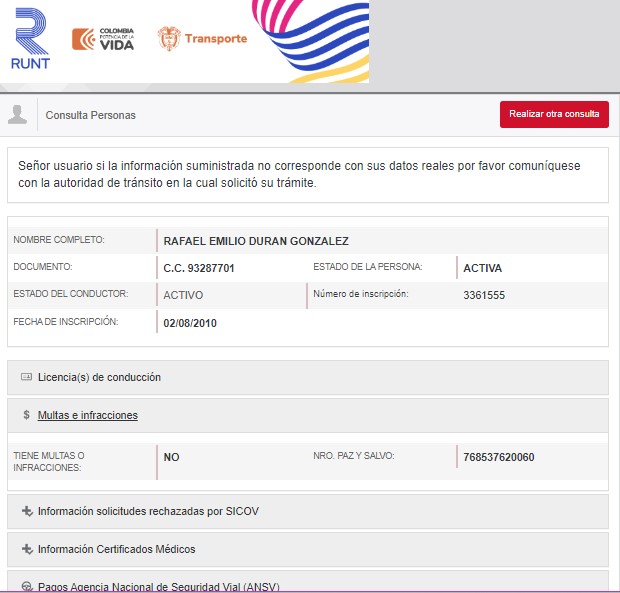 RUNT
COLOMBIA
POTENCIA DE LA
VIDA
Transporte
Consulta Personas
Realizar otra consulta
Señor usuario si la información suministrada no corresponde con sus datos reales por favor comuníquese
con la autoridad de tránsito en la cual solicitó su trámite.
NOMBRE COMPLETO: RAFAEL EMILIO DURAN GONZALEZ
DOCUMENTO: C.C. 93287701 ESTADO DE LA PERSONA: ACTIVA
ESTADO DEL CONDUCTOR: ACTIVO Número de inscripción: 3361555
FECHA DE INSCRIPCIÓN: 02/08/2010
Licencia(s) de conducción
$ Multas e infracciones
TIENE MULTAS O
INFRACCIONES: NO NRO. PAZ Y SALVO: 768537620060
Información solicitudes rechazadas por SICOV
Información Certificados Médicos
Pagos Agencia Nacional de Seguridad Vial (ANSV)